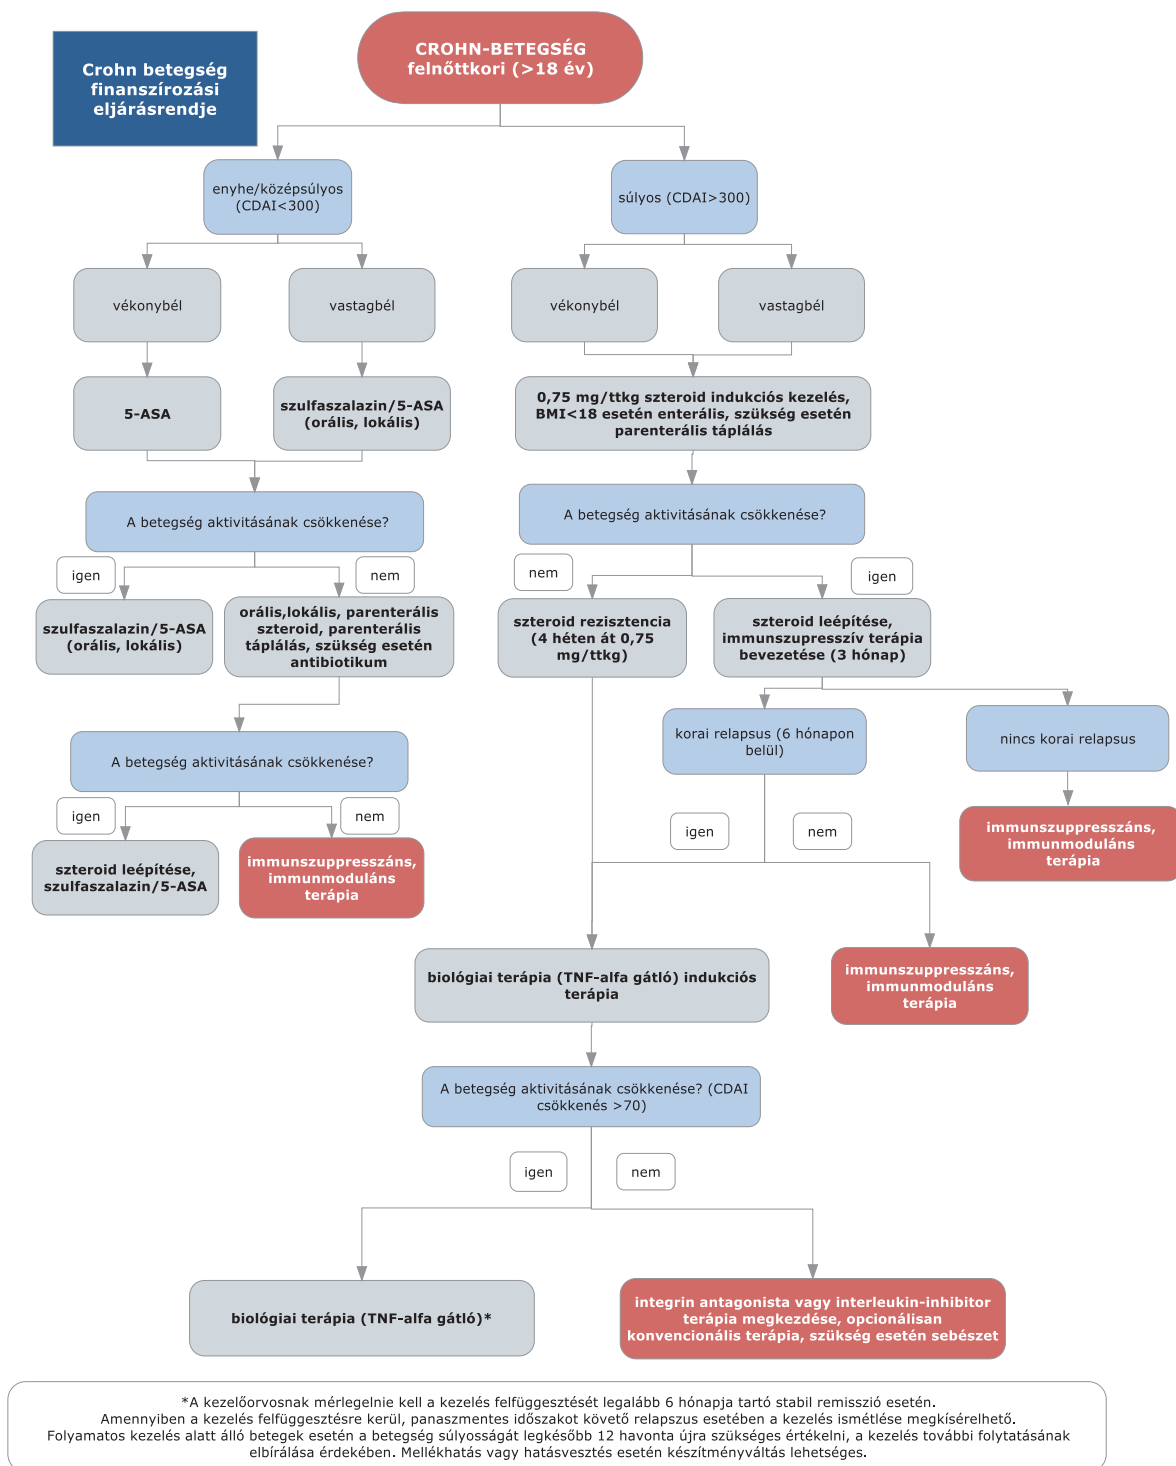 CROHN-BETEGSÉG
felnőttkori (>18 év)
Crohn betegség
finanszírozási
eljárásrendje
enyhe/középsúlyos
(CDAI<300)
súlyos (CDAI>300)
vékonybél
vastagbél
vékonybél
vastagbél
5-ASA
szulfaszalazin/5-ASA
(orális, lokális)
0,75 mg/ttkg szteroid indukciós kezelés,
BMI<18 esetén enterális, szükség esetén
parenterális táplálás
A betegség aktivitásának csökkenése?
A betegség aktivitásának csökkenése?
igen
nem
nem
igen
szulfaszalazin/5-ASA
(orális, lokális)
orális,lokális, parenterális
szteroid, parenterális
táplálás, szükség esetén
antibiotikum
szteroid rezisztencia
(4 héten át 0,75
mg/ttkg)
szteroid leépítése,
immunszupresszív terápia
bevezetése (3 hónap)
korai relapsus (6 hónapon
belül)
nincs korai relapsus
A betegség aktivitásának csökkenése?
igen
nem
igen
nem
immunszuppresszáns,
immunmoduláns
terápia
szteroid leépítése,
szulfaszalazin/5-ASA
immunszuppresszáns,
immunmoduláns
terápia
biológiai terápia (TNF-alfa gátló) indukciós
terápia
immunszuppresszáns,
immunmoduláns
terápia
A betegség aktivitásának csökkenése? (CDAI
csökkenés >70)
igen
nem
biológiai terápia (TNF-alfa gátló)*
integrin antagonista vagy interleukin-inhibitor
terápia megkezdése, opcionálisan
konvencionális terápia, szükség esetén sebészet
*A kezelőorvosnak mérlegelnie kell a kezelés felfüggesztését legalább 6 hónapja tartó stabil remisszió esetén.
Amennyiben a kezelés felfüggesztésre kerül, panaszmentes időszakot követő relapszus esetében a kezelés ismétlése megkísérelhető.
Folyamatos kezelés alatt álló betegek esetén a betegség súlyosságát legkésőbb 12 havonta újra szükséges értékelni, a kezelés további folytatásának
elbírálása érdekében. Mellékhatás vagy hatásvesztés esetén készítményváltás lehetséges.